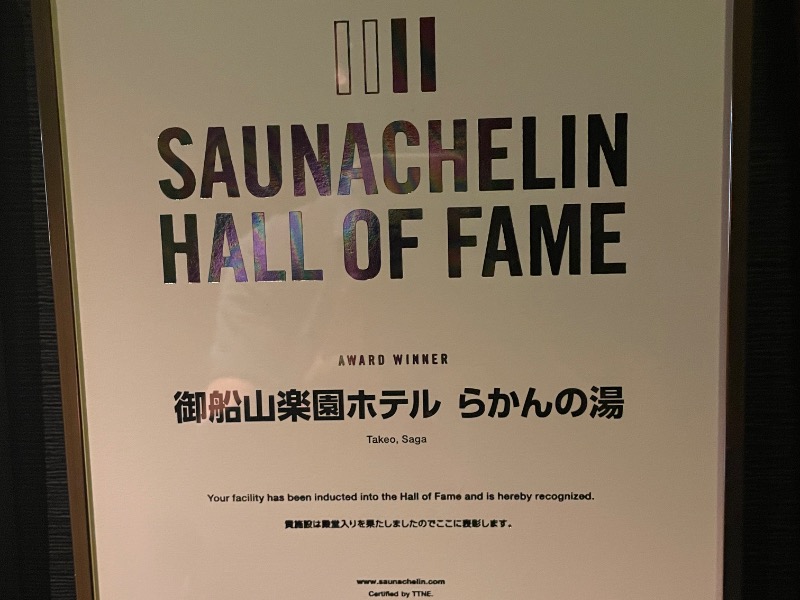 SAUNACHELIN
HALL OF FAME
AWARD WINNER
御船山楽園ホテル らかんの湯
Takeo, Saga
Your facility has been inducted into the Hall of Fame and is hereby recognized.
貴施設は殿堂入りを果たしましたのでここに表彰します。
www.saunachelin.com
Certified by TTNE.